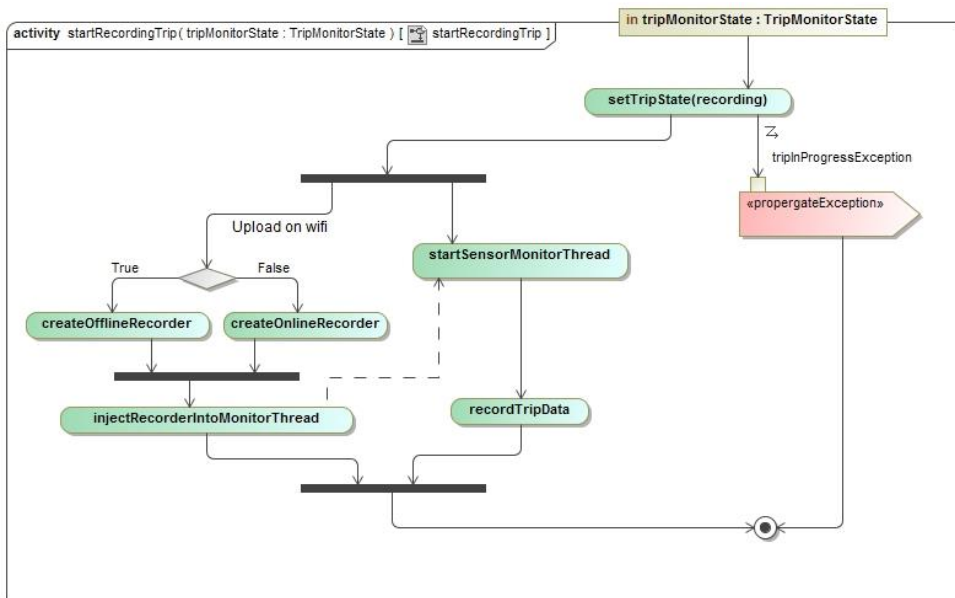 in tripMonitorState : TripMonitorState
activity startRecordingTrip( tripMonitorState : TripMonitorState ) [ startRecordingTrip ]
setTripState(recording)
tripInProgressException
«propergateException»
Upload on wifi
startSensorMonitorThread
True
False
createOfflineRecorder
createOnlineRecorder
injectRecorderIntoMonitorThread
recordTripData